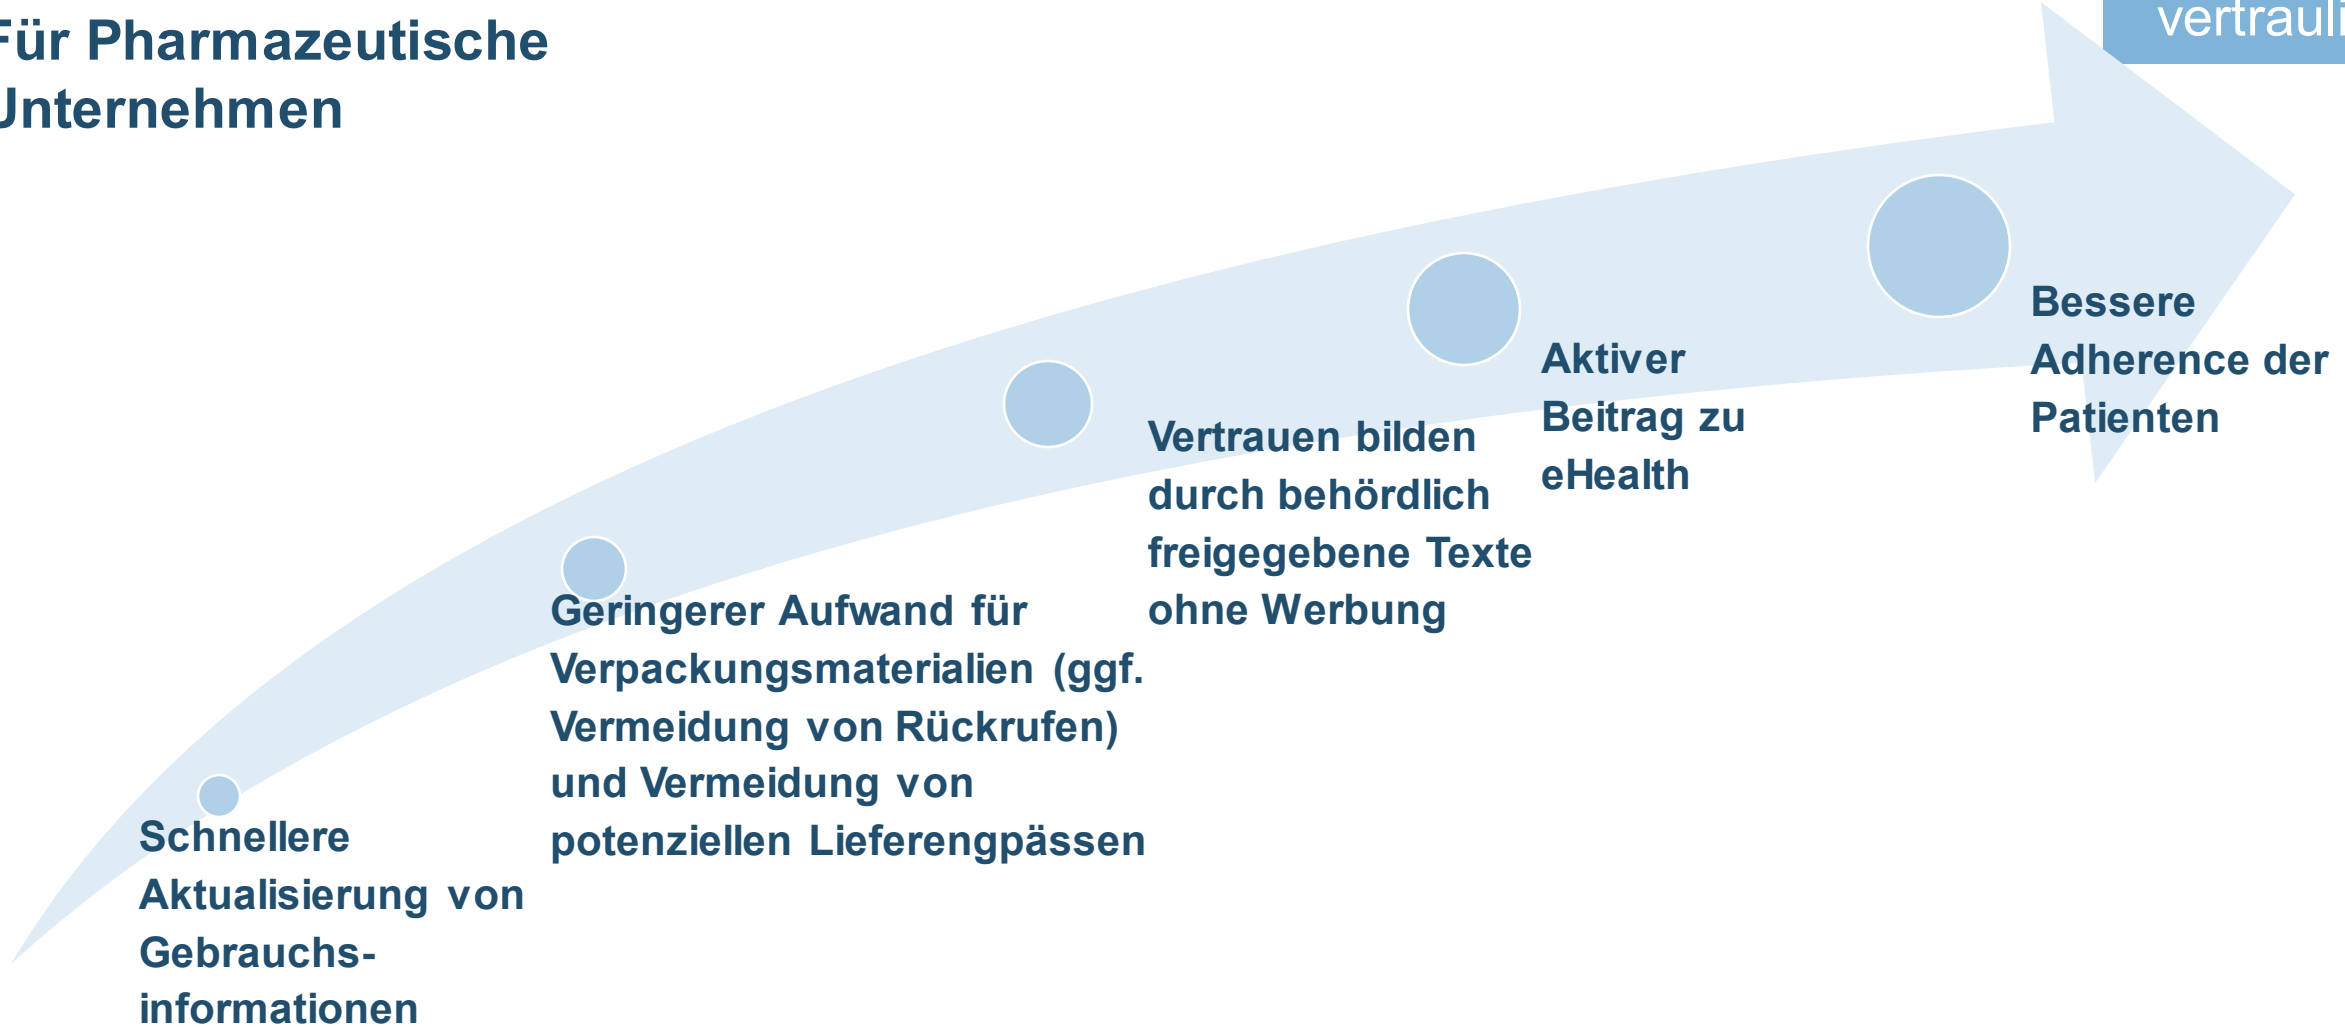 Für Pharmazeutische
Unternehmen
Schnellere
Aktualisierung von
Gebrauchs-
informationen
Geringerer Aufwand für
Verpackungsmaterialien (ggf.
Vermeidung von Rückrufen)
und Vermeidung von
potenziellen Lieferengpässen
Vertrauen bilden
durch behördlich
freigegebene Texte
ohne Werbung
Aktiver
Beitrag zu
eHealth
Bessere
Adherence der
Patienten